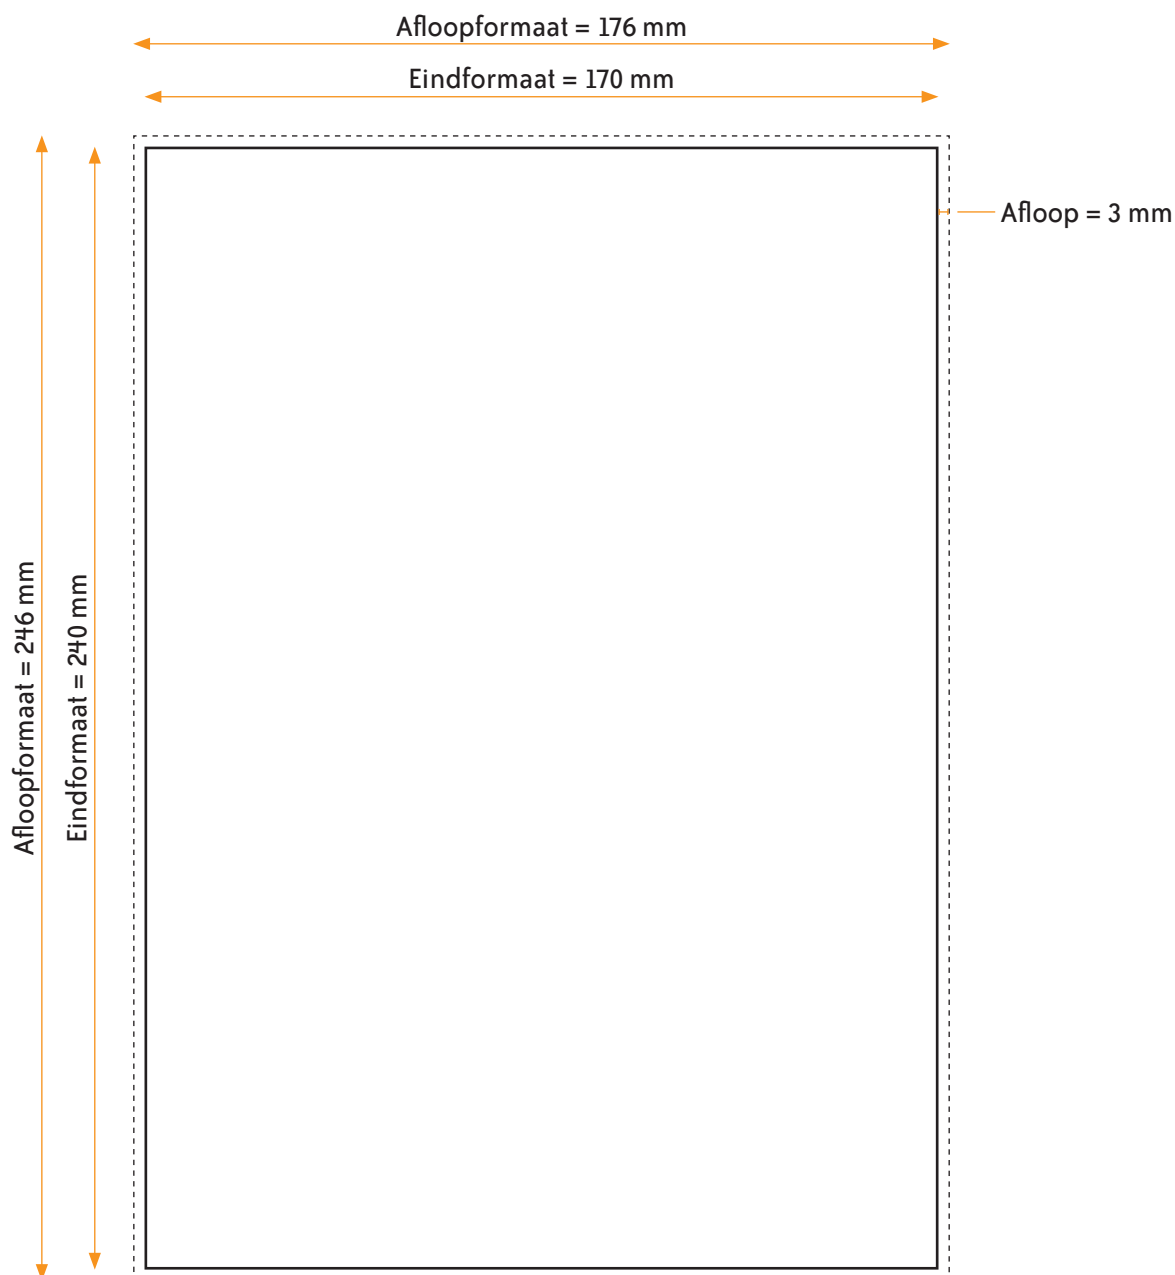 Afloopformaat = 176 mm
Eindformaat = 170 mm
Afloop = 3 mm
Afloopformaat = 246 mm
Eindformaat = 240 mm